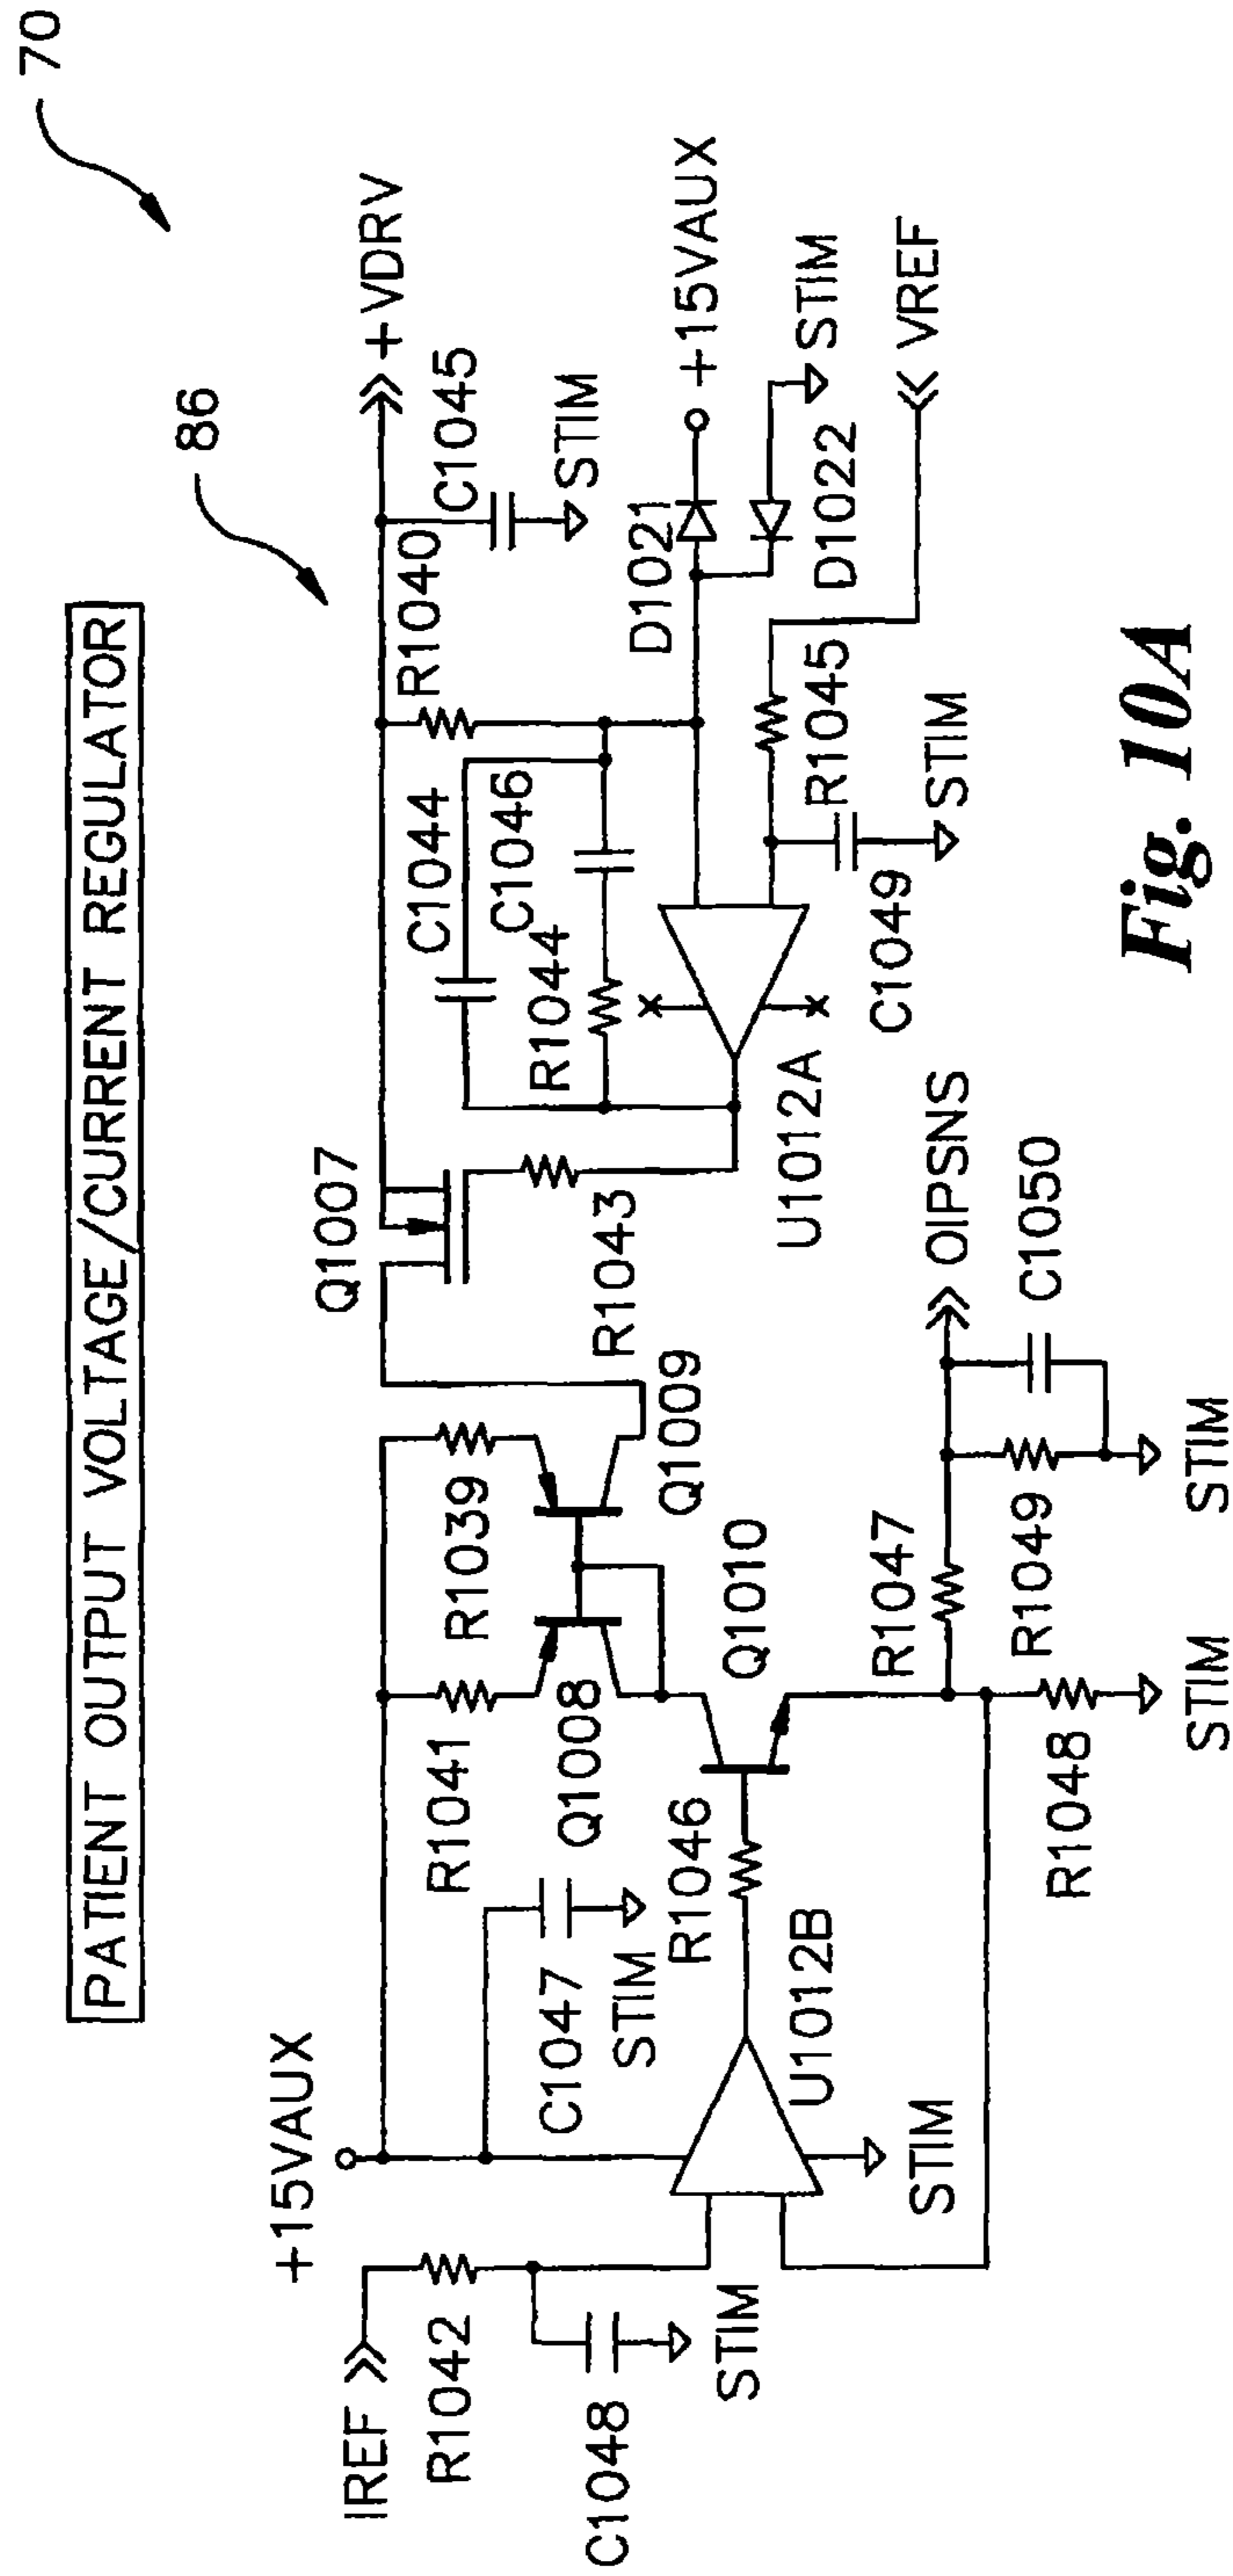 70
PATIENT OUTPUT VOLTAGE/CURRENT REGULATOR
86
+15VAUX
IREF
R1042
C1048
STIM
C1047
STIM
R1041
Q1008
R1039
Q1009
Q1007
R1043
R1044
C1044
C1046
R1040
+VDRV
C1045
STIM
D1021
+15VAUX
STIM
D1022
VREF
R1045
STIM
C1049
U1012A
U1012B
STIM
R1046
Q1010
R1047
OIPSNS
C1050
R1049
STIM
R1048
STIM
Fig. 10A